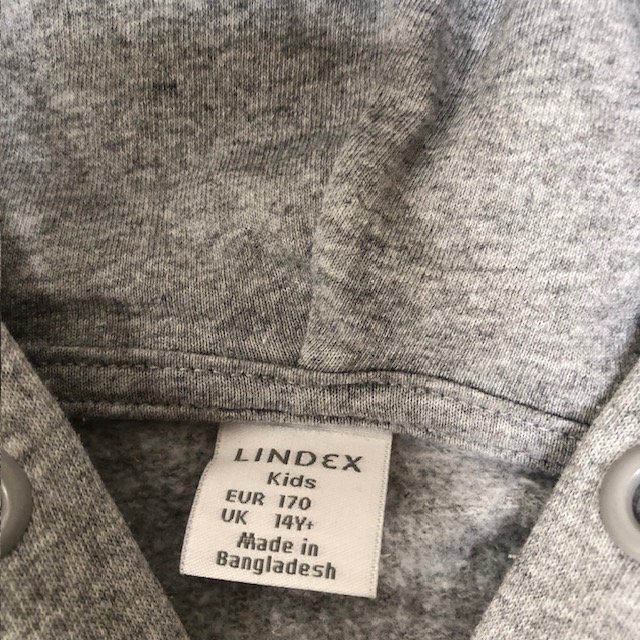 LINDEX
Kids
EUR 170
UK 14Y+
Made in
Bangladesh